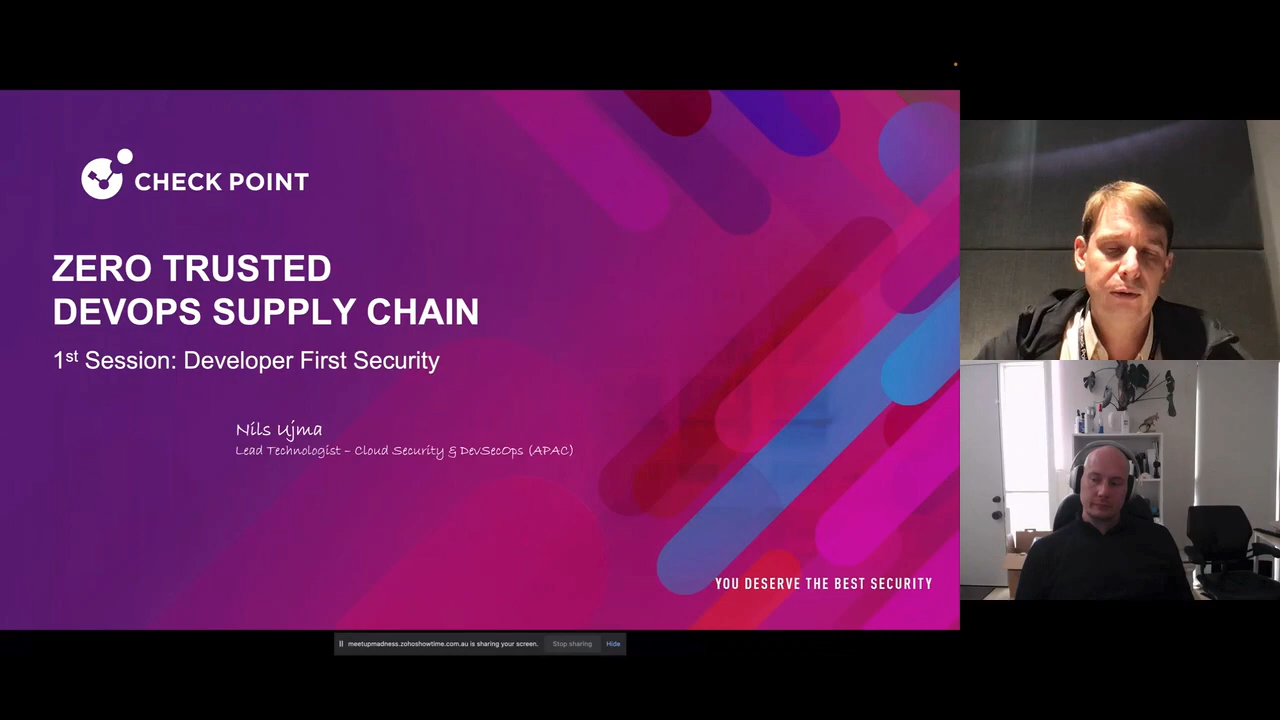 CHECK POINT
ZERO TRUSTED
DEVOPS SUPPLY CHAIN
1st Session: Developer First Security
Nils Ujma
Lead Technologist – Cloud Security & DevSecOps (APAC)
YOU DESERVE THE BEST SECURITY
meetupmadness.zohoshowtime.com.au is sharing your screen.
Stop sharing
Hide